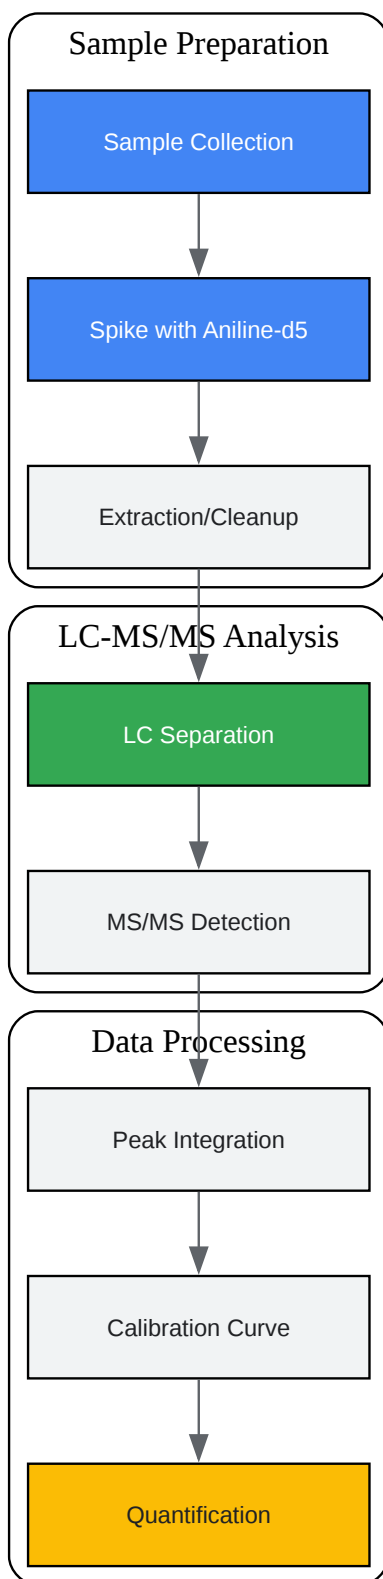 Sample Preparation
Sample Collection
Spike with Aniline-d5
Extraction/Cleanup
LC-MS/MS Analysis
LC Separation
MS/MS Detection
Data Processing
Peak Integration
Calibration Curve
Quantification